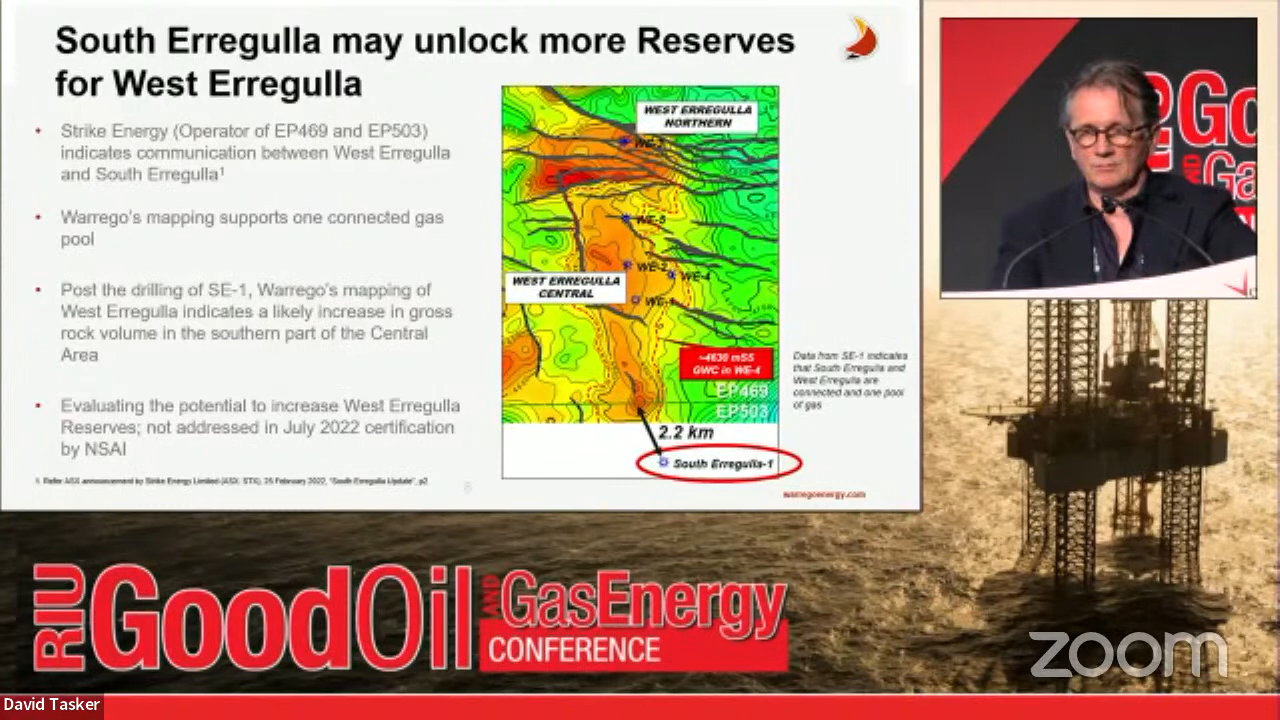 South Erregulla may unlock more Reserves
for West Erregulla
• Strike Energy (Operator of EP469 and EP503)
indicates communication between West Erregulla
and South Erregulla¹
• Warrego's mapping supports one connected gas
pool
• Post the drilling of SE-1, Warrego's mapping of
West Erregulla indicates a likely increase in gross
rock volume in the southern part of the Central
Area
• Evaluating the potential to increase West Erregulla
Reserves; not addressed in July 2022 certification
by NSAI
1. Refer ASX announcement by Strike Energy Limited (ASX: STX), 25 February 2022, "South Erregulla Update", p2
8
WEST ERREGULLA
NORTHERN
WE-5
WE-2
WE-4
WEST ERREGULLA
CENTRAL
WE-1
~4630 mSS
GWC in WE-4
EP469
EP503
2.2 km
South Erregulla-1
Data from SE-1 indicates
that South Erregulla and
West Erregulla are
connected and one pool
of gas
warregoenergy.com
Go
Ga
RIU
GoodOil
AND
GasEnergy
CONFERENCE
zoom
David Tasker